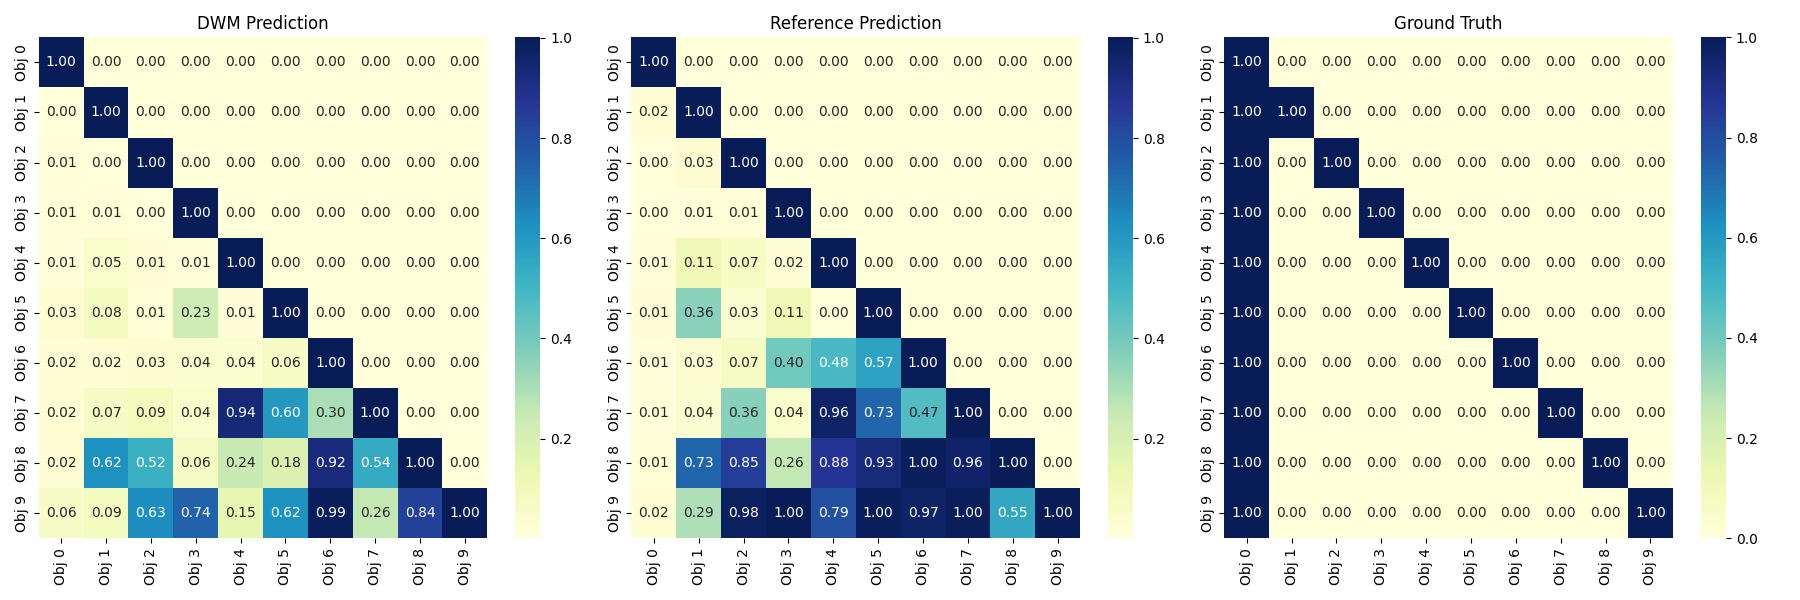 DWM Prediction
Obj 0 1.00 0.00 0.00 0.00 0.00 0.00 0.00 0.00 0.00 0.00
Obj 1 0.00 1.00 0.00 0.00 0.00 0.00 0.00 0.00 0.00 0.00
Obj 2 0.01 0.00 1.00 0.00 0.00 0.00 0.00 0.00 0.00 0.00
Obj 3 0.01 0.01 0.00 1.00 0.00 0.00 0.00 0.00 0.00 0.00
Obj 4 0.01 0.05 0.01 0.01 1.00 0.00 0.00 0.00 0.00 0.00
Obj 5 0.03 0.08 0.01 0.23 0.01 1.00 0.00 0.00 0.00 0.00
Obj 6 0.02 0.02 0.03 0.04 0.04 0.06 1.00 0.00 0.00 0.00
Obj 7 0.02 0.07 0.09 0.04 0.94 0.60 0.30 1.00 0.00 0.00
Obj 8 0.02 0.62 0.52 0.06 0.24 0.18 0.92 0.54 1.00 0.00
Obj 9 0.06 0.09 0.63 0.74 0.15 0.62 0.99 0.26 0.84 1.00
Obj 0 Obj 1 Obj 2 Obj 3 Obj 4 Obj 5 Obj 6 Obj 7 Obj 8 Obj 9
1.0
0.8
0.6
0.4
0.2
Reference Prediction
Obj 0 1.00 0.00 0.00 0.00 0.00 0.00 0.00 0.00 0.00 0.00
Obj 1 0.02 1.00 0.00 0.00 0.00 0.00 0.00 0.00 0.00 0.00
Obj 2 0.00 0.03 1.00 0.00 0.00 0.00 0.00 0.00 0.00 0.00
Obj 3 0.00 0.01 0.01 1.00 0.00 0.00 0.00 0.00 0.00 0.00
Obj 4 0.01 0.11 0.07 0.02 1.00 0.00 0.00 0.00 0.00 0.00
Obj 5 0.01 0.36 0.03 0.11 0.00 1.00 0.00 0.00 0.00 0.00
Obj 6 0.01 0.03 0.07 0.40 0.48 0.57 1.00 0.00 0.00 0.00
Obj 7 0.01 0.04 0.36 0.04 0.96 0.73 0.47 1.00 0.00 0.00
Obj 8 0.01 0.73 0.85 0.26 0.88 0.93 1.00 0.96 1.00 0.00
Obj 9 0.02 0.29 0.98 1.00 0.79 1.00 0.97 1.00 0.55 1.00
Obj 0 Obj 1 Obj 2 Obj 3 Obj 4 Obj 5 Obj 6 Obj 7 Obj 8 Obj 9
1.0
0.8
0.6
0.4
0.2
Ground Truth
Obj 0 1.00 0.00 0.00 0.00 0.00 0.00 0.00 0.00 0.00 0.00
Obj 1 1.00 1.00 0.00 0.00 0.00 0.00 0.00 0.00 0.00 0.00
Obj 2 1.00 0.00 1.00 0.00 0.00 0.00 0.00 0.00 0.00 0.00
Obj 3 1.00 0.00 0.00 1.00 0.00 0.00 0.00 0.00 0.00 0.00
Obj 4 1.00 0.00 0.00 0.00 1.00 0.00 0.00 0.00 0.00 0.00
Obj 5 1.00 0.00 0.00 0.00 0.00 1.00 0.00 0.00 0.00 0.00
Obj 6 1.00 0.00 0.00 0.00 0.00 0.00 1.00 0.00 0.00 0.00
Obj 7 1.00 0.00 0.00 0.00 0.00 0.00 0.00 1.00 0.00 0.00
Obj 8 1.00 0.00 0.00 0.00 0.00 0.00 0.00 0.00 1.00 0.00
Obj 9 1.00 0.00 0.00 0.00 0.00 0.00 0.00 0.00 0.00 1.00
Obj 0 Obj 1 Obj 2 Obj 3 Obj 4 Obj 5 Obj 6 Obj 7 Obj 8 Obj 9
1.0
0.8
0.6
0.4
0.2
0.0